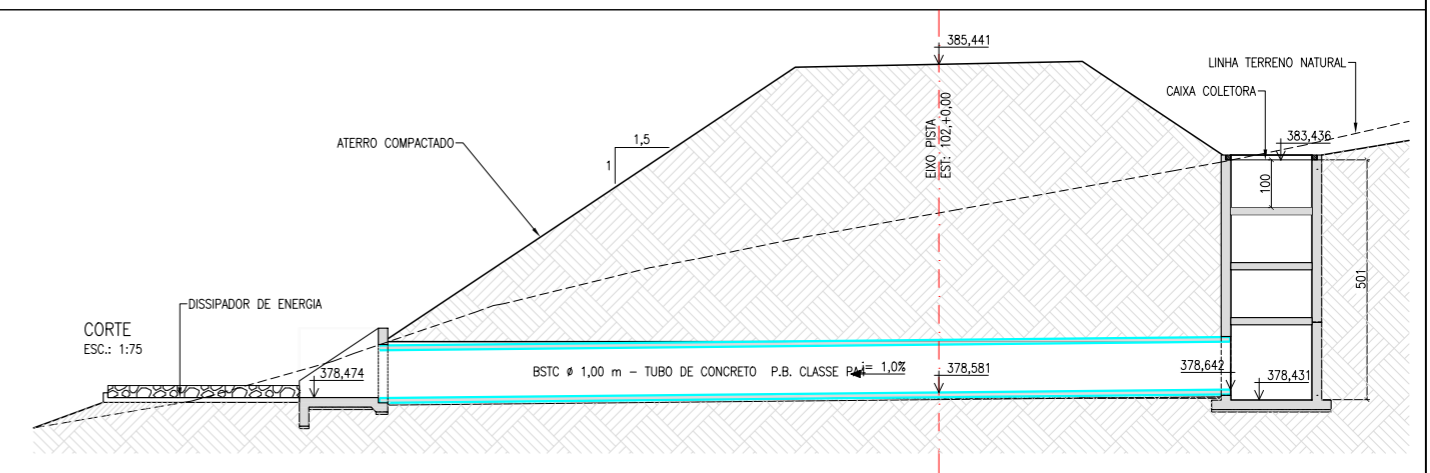 385,441
LINHA TERRENO NATURAL
CAIXA COLETORA
383,436
1,5
1
ATERRO COMPACTADO
EIXO PISTA
EST: 102,+0,00
100
501
DISSIPADOR DE ENERGIA
CORTE
ESC.: 1:75
378,474
BSTC ø 1,00 m – TUBO DE CONCRETO P.B. CLASSE
i= 1,0%
378,581
378,642
378,431